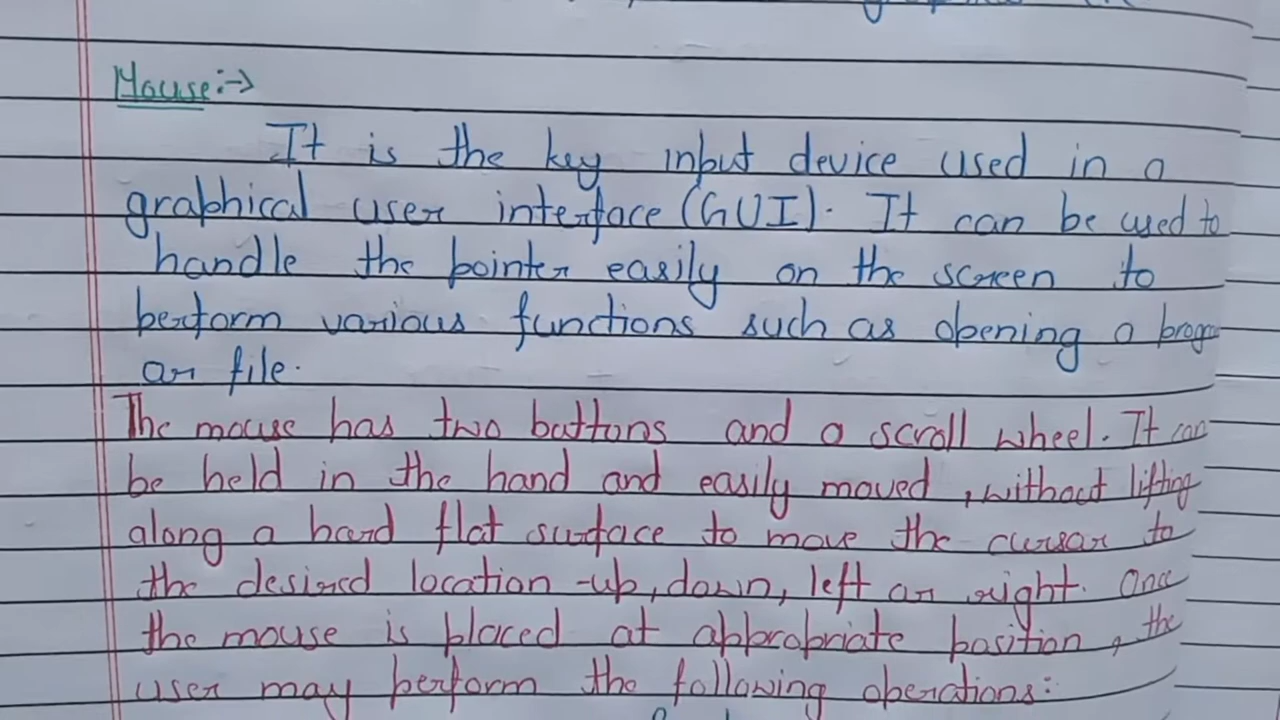 Mouse:→
It is the key input device used in a
graphical user interface (GUI). It can be used to
handle the pointer easily on the screen to
perform various functions such as opening a
or file.
The mouse has two buttons and a scroll wheel. It can
be held in the hand and easily moved, without lifting
along a hard flat surface to move the cursor to
the desired location -up, down, left or right. Once
the mouse is placed at appropriate position, the
user may perform the following operations: